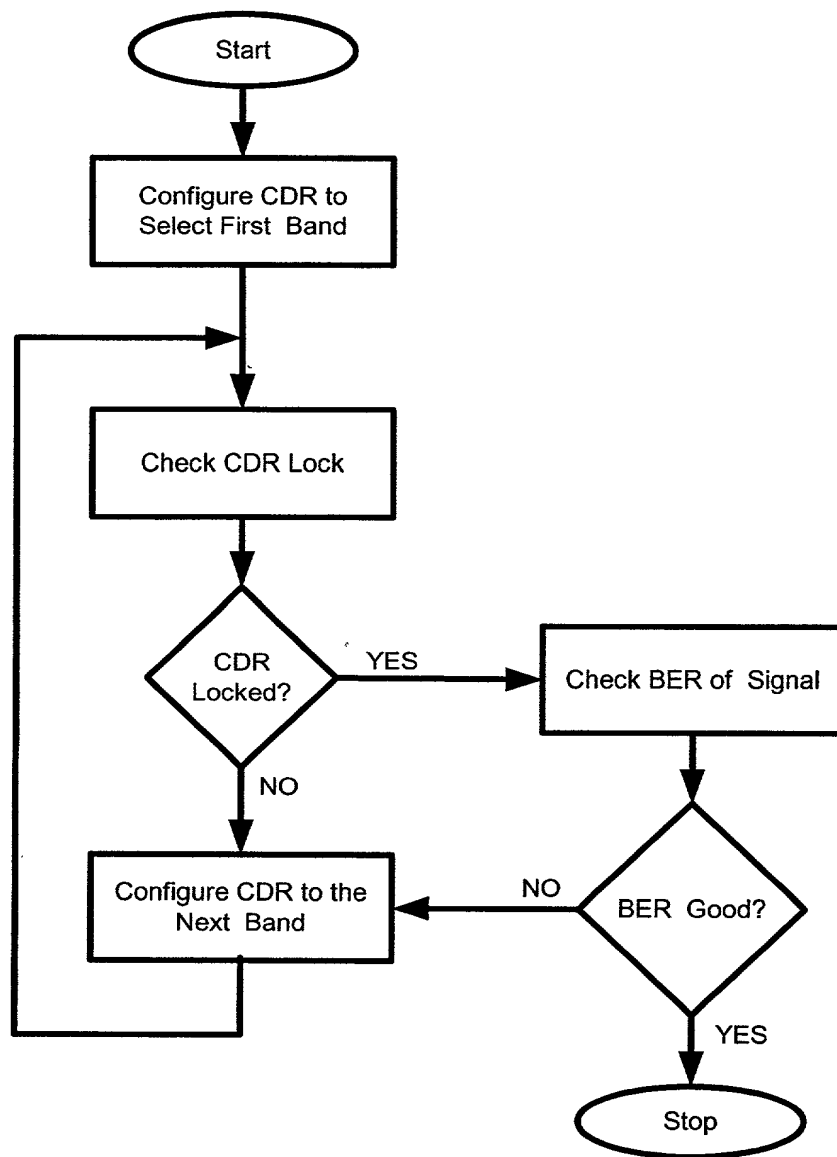 Start
Configure CDR to
Select First Band
Check CDR Lock
CDR
Locked?
YES
Check BER of Signal
NO
Configure CDR to the
Next Band
NO
BER Good?
YES
Stop